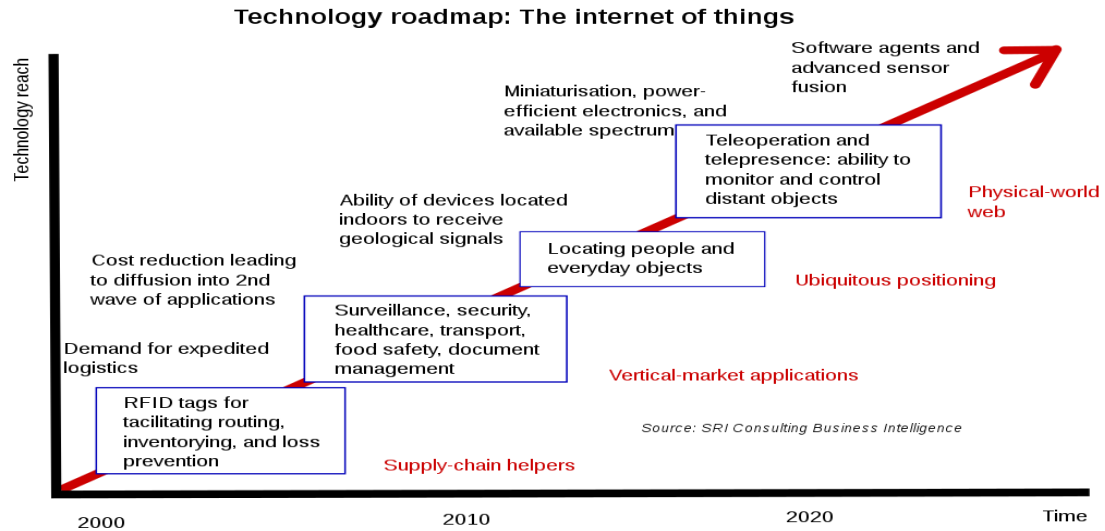 Technology roadmap: The internet of things
Technology reach
Software agents and
advanced sensor
fusion
Miniaturisation, power-
efficient electronics, and
available spectrum
Teleoperation and
telepresence: ability to
monitor and control
distant objects
Physical-world
web
Ability of devices located
indoors to receive
geological signals
Locating people and
everyday objects
Ubiquitous positioning
Cost reduction leading
to diffusion into 2nd
wave of applications
Surveillance, security,
healthcare, transport,
food safety, document
management
Vertical-market applications
Demand for expedited
logistics
RFID tags for
tacilitating routing,
inventorying, and loss
prevention
Supply-chain helpers
Source: SRI Consulting Business Intelligence
2000
2010
2020
Time